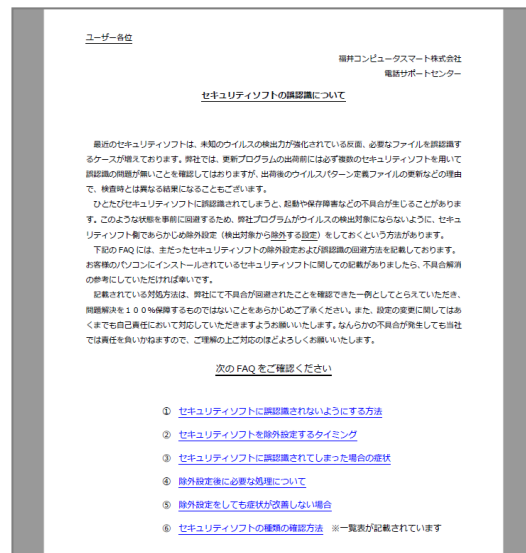 ユーザー各位
福井コンピュータスマート株式会社
電話サポートセンター
セキュリティソフトの誤認識について
最近のセキュリティソフトは、未知のウイルスの検出力が強化されている反面、必要なファイルを誤認識す
るケースが増えております。弊社では、更新プログラムの出荷前には必ず複数のセキュリティソフトを用いて
誤認識の問題が無いことを確認してはおりますが、出荷後のウイルスパターン定義ファイルの更新などの理由
で、検査時とは異なる結果になることもございます。
ひとたびセキュリティソフトに誤認識されてしまうと、起動や保存障害などの不具合が生じることがありま
す。このような状態を事前に回避するため、弊社プログラムがウイルスの検出対象にならないように、セキュ
リティソフト側であらかじめ除外設定（検出対象から除外する設定）をしておくという方法があります。
下記の FAQ には、主だったセキュリティソフトの除外設定および誤認識の回避方法を記載しております。
お客様のパソコンにインストールされているセキュリティソフトに関しての記載がありましたら、不具合解消
の参考にしていただければ幸いです。
記載されている対処方法は、弊社にて不具合が回避されたことを確認できた一例としてとらえていただき、
問題解決を１００％保障するものではないことをあらかじめご了承ください。また、設定の変更に関してはあ
くまでも自己責任において対応していただきますようお願いいたします。なんらかの不具合が発生しても当社
では責任を負いかねますので、ご理解の上ご対応のほどよろしくお願いいたします。
次の FAQ をご確認ください
① セキュリティソフトに誤認識されないようにする方法
② セキュリティソフトを除外設定するタイミング
③ セキュリティソフトに誤認識されてしまった場合の症状
④ 除外設定後に必要な処理について
⑤ 除外設定をしても症状が改善しない場合
⑥ セキュリティソフトの種類の確認方法 ※一覧表が記載されています